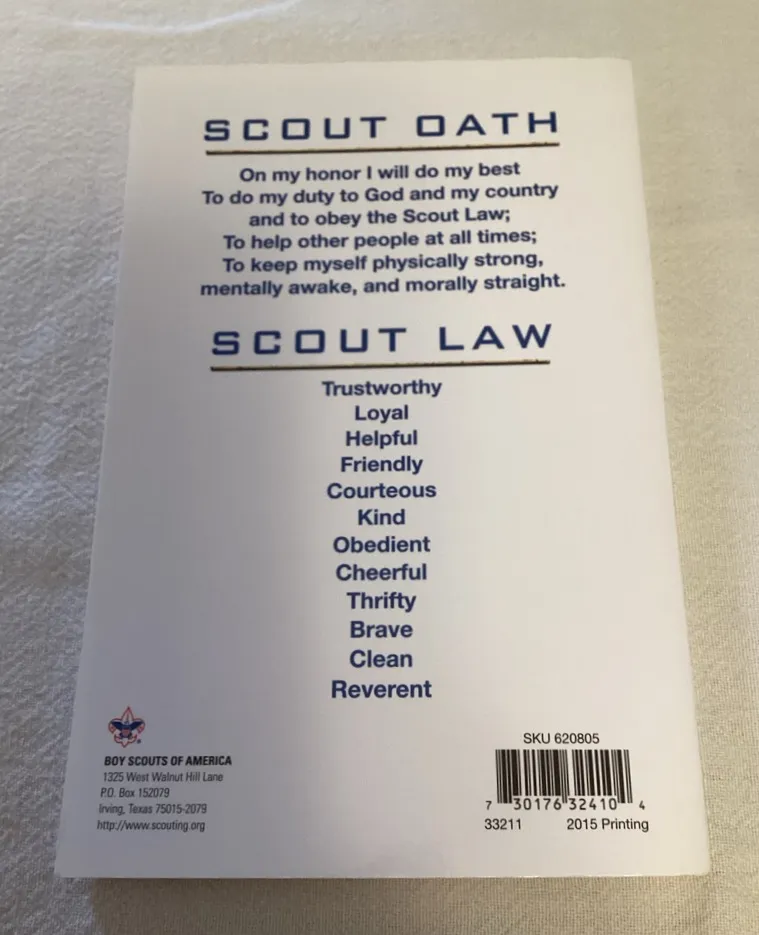 SCOUT OATH
On my honor I will do my best
To do my duty to God and my country
and to obey the Scout Law;
To help other people at all times;
To keep myself physically strong,
mentally awake, and morally straight.
SCOUT LAW
Trustworthy
Loyal
Helpful
Friendly
Courteous
Kind
Obedient
Cheerful
Thrifty
Brave
Clean
Reverent
BOY SCOUTS OF AMERICA
1325 West Walnut Hill Lane
P.O. Box 152079
Irving, Texas 75015-2079
http://www.scouting.org
SKU 620805
7 30176 32410 4
33211 2015 Printing